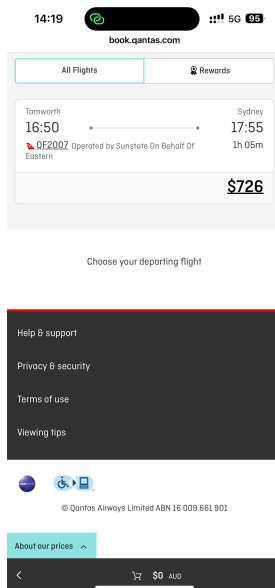 14:19
5G 95
book.qantas.com
All Flights
Rewards
Tamworth Sydney
16:50 17:55
QF2007 Operated by Sunstate On Behalf Of 1h 05m
Eastern
$726
Choose your departing flight
Help & support
Privacy & security
Terms of use
Viewing tips
© Qantas Airways Limited ABN 16 009 661 901
About our prices
$0 AUD